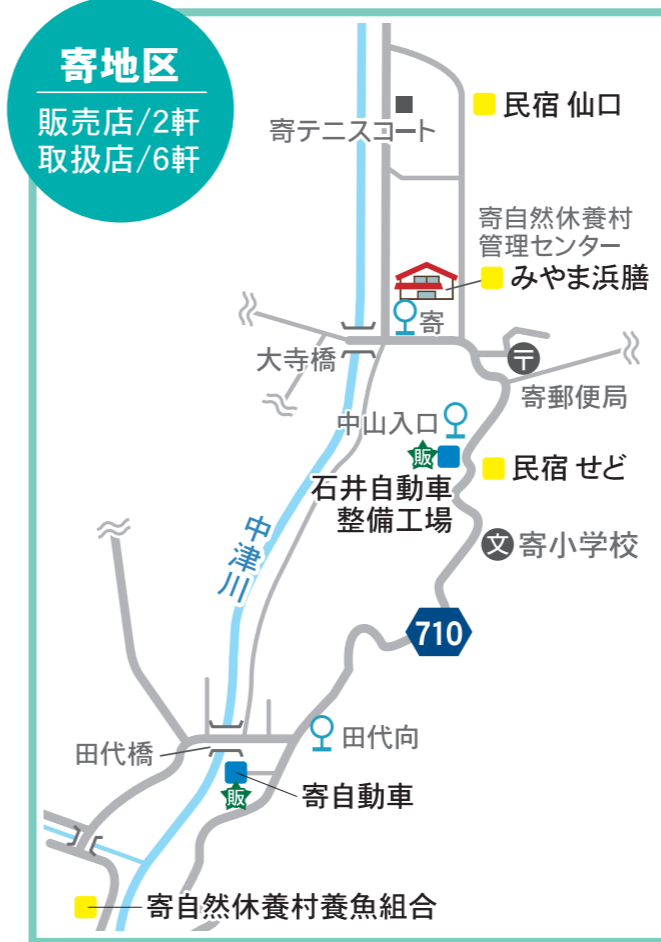 寄地区
販売店/2軒
取扱店/6軒
寄テニスコート
民宿 仙口
寄自然休養村
管理センター
みやま浜膳
寄
大寺橋
〒
寄郵便局
中山入口
販
石井自動車
整備工場
民宿 せど
文
寄小学校
中津川
710
田代橋
田代向
販
寄自動車
寄自然休養村養魚組合